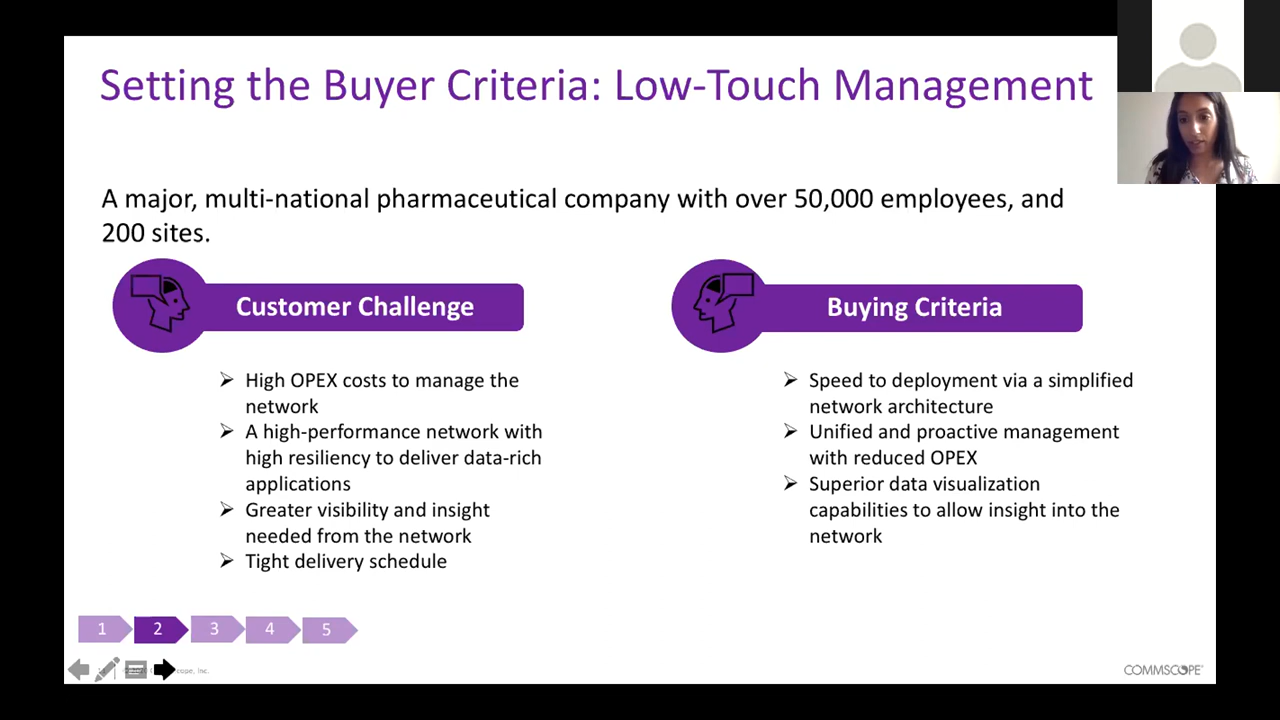 Setting the Buyer Criteria: Low-Touch Management
A major, multi-national pharmaceutical company with over 50,000 employees, and
200 sites.
Customer Challenge
High OPEX costs to manage the
network
A high-performance network with
high resiliency to deliver data-rich
applications
Greater visibility and insight
needed from the network
Tight delivery schedule
Buying Criteria
Speed to deployment via a simplified
network architecture
Unified and proactive management
with reduced OPEX
Superior data visualization
capabilities to allow insight into the
network
1 2 3 4 5
COMMSCOPE